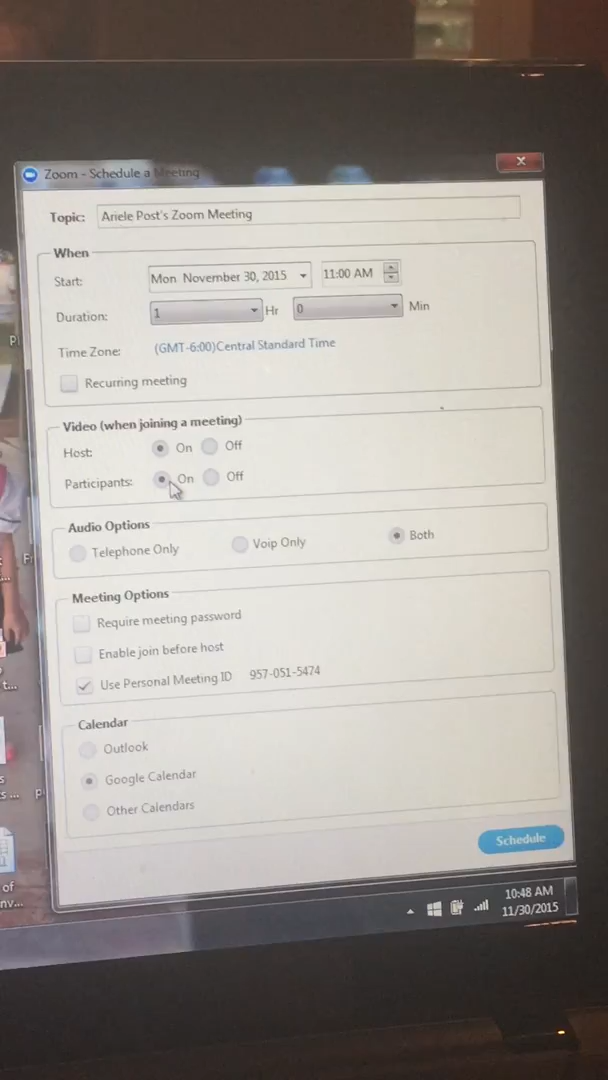 Zoom - Schedule a Meeting
Topic: Ariele Post's Zoom Meeting
When
Start: Mon November 30, 2015 11:00 AM
Duration: 1 Hr 0 Min
Time Zone: (GMT-6:00)Central Standard Time
Recurring meeting
Video (when joining a meeting)
Host: On Off
Participants: On Off
Audio Options
Telephone Only Voip Only Both
Meeting Options
Require meeting password
Enable join before host
Use Personal Meeting ID 957-051-5474
Calendar
Outlook
Google Calendar
Other Calendars
Schedule
of
nv...
10:48 AM
11/30/2015